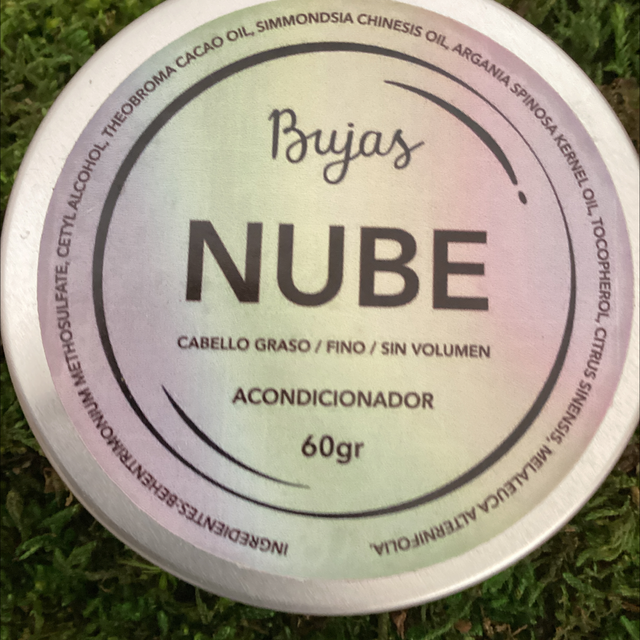 Bujas
NUBE
CABELLO GRASO / FINO / SIN VOLUMEN
ACONDICIONADOR
60gr
INGREDIENTES:BEHENTRIMONIUM METHOSULFATE, CETYL ALCOHOL, THEOBROMA CACAO OIL, SIMMONDSIA CHINESIS OIL, ARGANIA SPINOSA KERNEL OIL, TOCOPHEROL, CITRUS SINENSIS, MELALEUCA ALTERNIFOLIA.